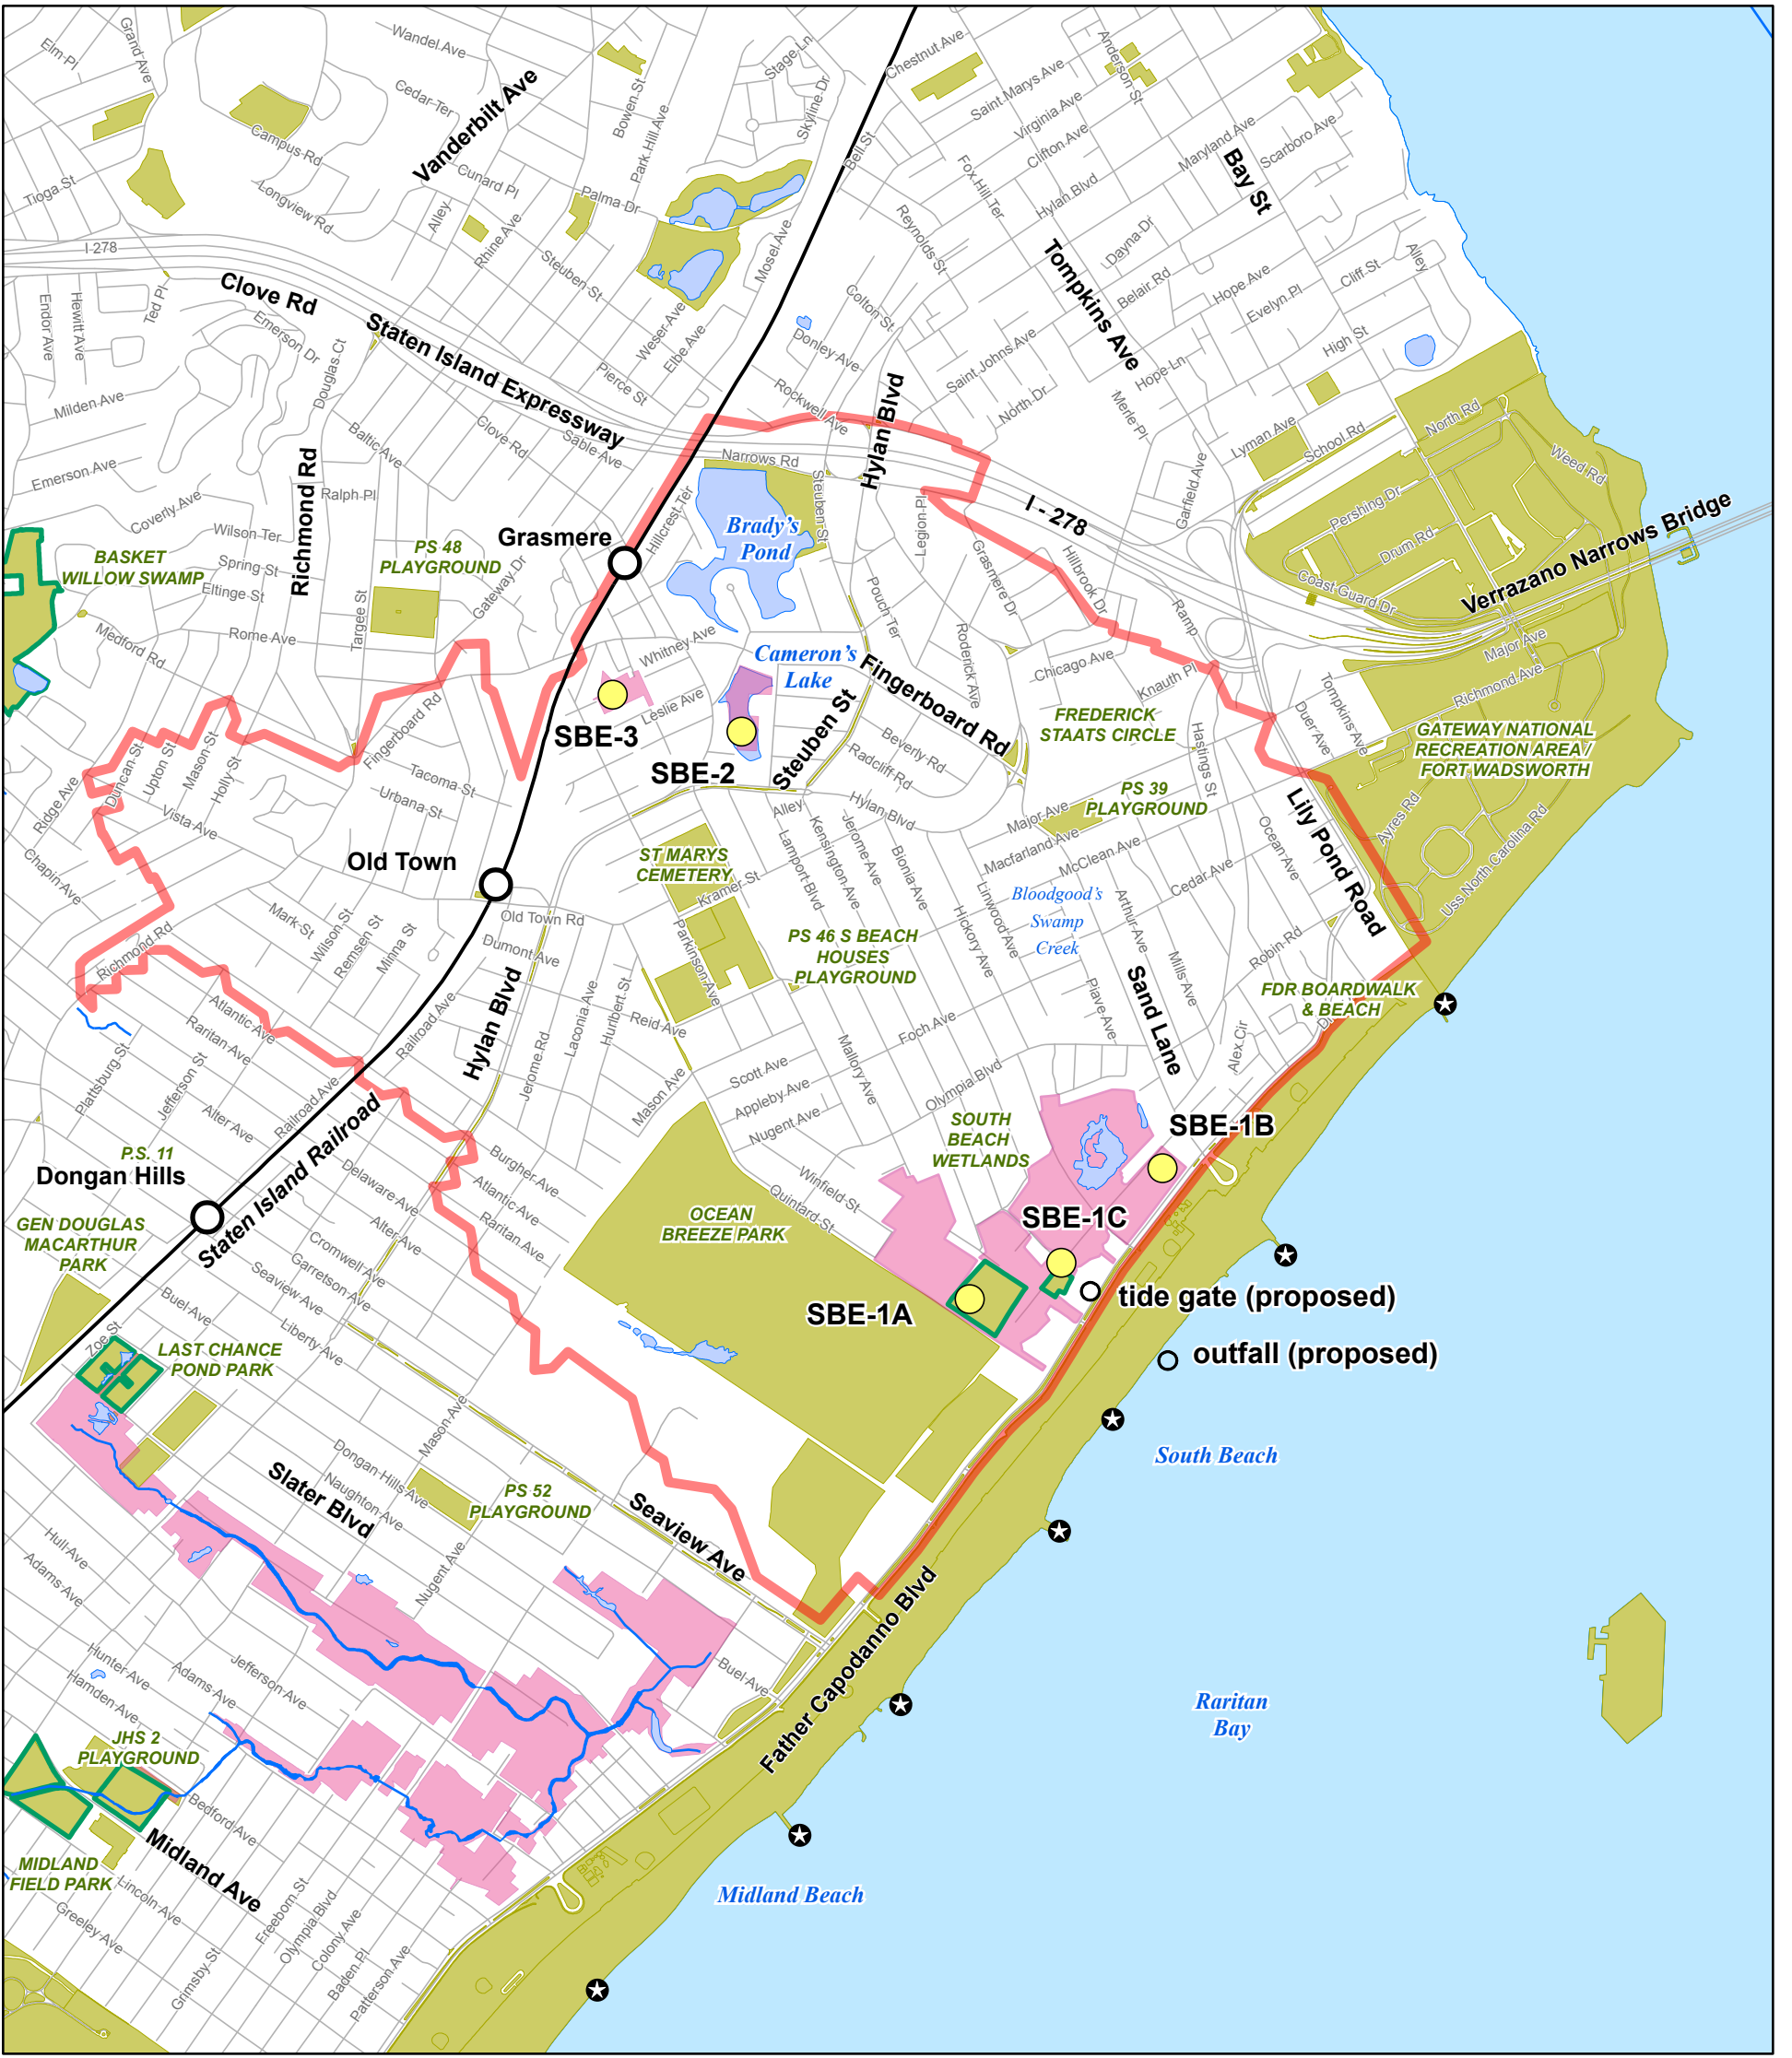 Elm Pl
Grand Ave
Wandel Ave
Stage Ln
Chestnut Ave
Anderson St
Cedar Ter
Vanderbilt Ave
Bowen St
Park Hill Ave
Skyline Dr
Saint Marys Ave
Virginia Ave
Clifton Ave
Maryland Ave
Scarboro Ave
Campus Rd
Bell St
Tioga St
Longview Rd
Cunard Pl
Palma Dr
Fox Hill Ter
Hylan Blvd
Bay St
Alley
Rhine Ave
Steuben St
Mosel Ave
Reynolds St
Dayna Dr
Tompkins Ave
Alley
I 278
Clove Rd
Ted Pl
Endor Ave
Hewitt Ave
Emerson Dr
Staten Island Expressway
Weser Ave
Elbe Ave
Colton St
Donley Ave
Belair Rd
Hope Ave
Evelyn Pl
Cliff St
High St
Hope Ln
Saint Johns Ave
North Dr
Merle Pl
Douglas Ct
Pierce St
Rockwell Ave
Hylan Blvd
Milden Ave
Baltic Ave
Clove Rd
Sable Ave
Narrows Rd
Lyman Ave
School Rd
North Rd
Weed Rd
Emerson Ave
Richmond Rd
Ralph Pl
Coverly Ave
Wilson Ter
Steuben St
Legion Pl
I - 278
Garfield Ave
Pershing Dr
Drum Rd
Verrazano Narrows Bridge
Grasmere
Hillcrest Ter
Brady's
Pond
BASKET
WILLOW SWAMP
PS 48
PLAYGROUND
Spring St
Eltinge St
Targee St
Gateway Dr
Grasmere Dr
Hillbrook Dr
Coast Guard Dr
Pouch Ter
Ramp
Medford Rd
Rome Ave
Whitney Ave
Cameron's
Lake
Fingerboard Rd
Roderick Ave
Chicago Ave
Knauth Pl
Major Ave
Richmond Ave
Tompkins Ave
Duer Ave
Leslie Ave
SBE-3
SBE-2
Steuben St
Beverly Rd
Radcliff Rd
FREDERICK
STAATS CIRCLE
Hastings St
GATEWAY NATIONAL
RECREATION AREA /
FORT WADSWORTH
Fingerboard Rd
Duncan St
Upton St
Mason St
Holly St
Ridge Ave
Tacoma St
Urbana St
Vista Ave
Alley
Hylan Blvd
Major Ave
PS 39
PLAYGROUND
Lily Pond Road
Ayres Rd
Uss North Carolina Rd
Ocean Ave
Chapin Ave
Old Town
ST MARYS
CEMETERY
Kramer St
Lamport Blvd
Kensington Ave
Jerome Ave
Bionia Ave
Macfarland Ave
McClean Ave
Cedar Ave
Linwood Ave
Hickory Ave
Bloodgood's
Swamp
Creek
Arthur Ave
Mills Ave
Robin Rd
Mark St
Wilson St
Remsen St
Minna St
Old Town Rd
Dumont Ave
Richmond Rd
Parkinson Ave
PS 46 S BEACH
HOUSES
PLAYGROUND
Piave Ave
Sand Lane
FDR BOARDWALK
& BEACH
Atlantic Ave
Raritan Ave
Railroad Ave
Hylan Blvd
Jerome Rd
Laconia Ave
Hurlbert St
Reid Ave
Foch Ave
Mallory Ave
Alex Cir
Plattsburg St
Jefferson St
Alter Ave
Railroad Ave
Staten Island Railroad
Mason Ave
Scott Ave
Appleby Ave
Nugent Ave
Olympia Blvd
SBE-1B
P.S. 11
Dongan Hills
Delaware Ave
Burgher Ave
Atlantic Ave
Raritan Ave
Alter Ave
SOUTH
BEACH
WETLANDS
Winfield St
Quintard St
SBE-1C
GEN DOUGLAS
MACARTHUR
PARK
Cromwell Ave
Garretson Ave
Seaview Ave
OCEAN
BREEZE PARK
SBE-1A
tide gate (proposed)
outfall (proposed)
Buel Ave
Liberty Ave
Zoe St
LAST CHANCE
POND PARK
Mason Ave
Dongan Hills Ave
Naughton Ave
Slater Blvd
PS 52
PLAYGROUND
Seaview Ave
South Beach
Hull Ave
Adams Ave
Nugent Ave
Father Capodanno Blvd
Hunter Ave
Hamden Ave
Adams Ave
Jefferson Ave
Buel Ave
Raritan
Bay
JHS 2
PLAYGROUND
Bedford Ave
Midland Ave
MIDLAND
FIELD PARK
Lincoln Ave
Greeley Ave
Freeborn St
Olympia Blvd
Colony Ave
Baden Pl
Patterson Ave
Grimsby St
Midland Beach